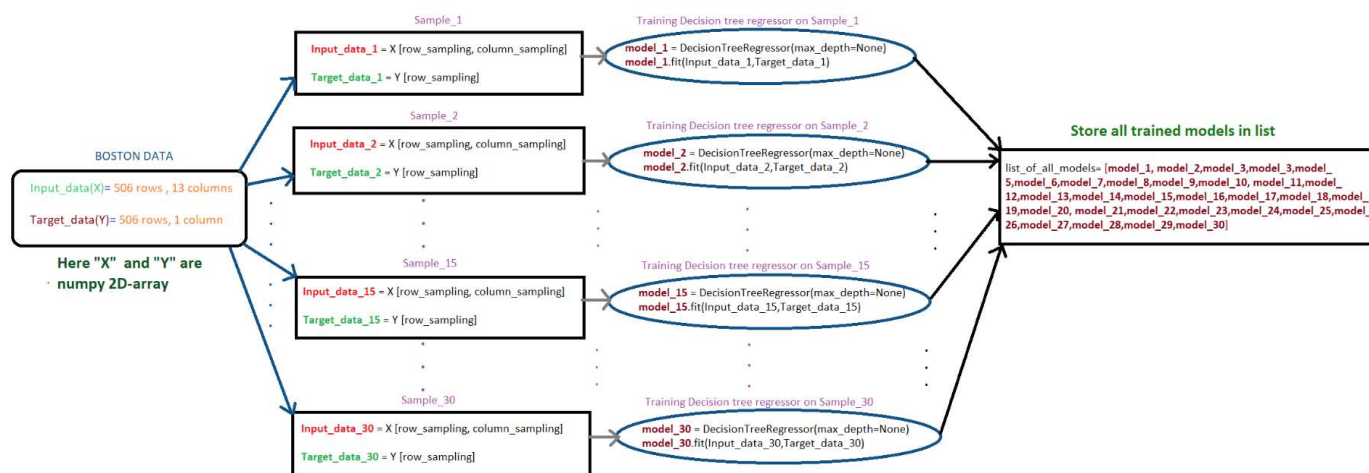 BOSTON DATA
Input_data(X)= 506 rows , 13 columns
Target_data(Y)= 506 rows, 1 column
Here "X" and "Y" are
numpy 2D-array
Sample_1
Input_data_1 = X [row_sampling, column_sampling]
Target_data_1 = Y [row_sampling]
Training Decision tree regressor on Sample_1
model_1 = DecisionTreeRegressor(max_depth=None)
model_1.fit(Input_data_1,Target_data_1)
Sample_2
Input_data_2 = X [row_sampling, column_sampling]
Target_data_2 = Y [row_sampling]
Training Decision tree regressor on Sample_2
model_2 = DecisionTreeRegressor(max_depth=None)
model_2.fit(Input_data_2,Target_data_2)
Sample_15
Input_data_15 = X [row_sampling, column_sampling]
Target_data_15 = Y [row_sampling]
Training Decision tree regressor on Sample_15
model_15 = DecisionTreeRegressor(max_depth=None)
model_15.fit(Input_data_15,Target_data_15)
Sample_30
Input_data_30 = X [row_sampling, column_sampling]
Target_data_30 = Y [row_sampling]
Training Decision tree regressor on Sample_30
model_30 = DecisionTreeRegressor(max_depth=None)
model_30.fit(Input_data_30,Target_data_30)
Store all trained models in list
list_of_all_models= [model_1, model_2,model_3,model_3,model_
5,model_6,model_7,model_8,model_9,model_10, model_11,model_
12,model_13,model_14,model_15,model_16,model_17,model_18,model_
19,model_20, model_21,model_22,model_23,model_24,model_25,model_
26,model_27,model_28,model_29,model_30]